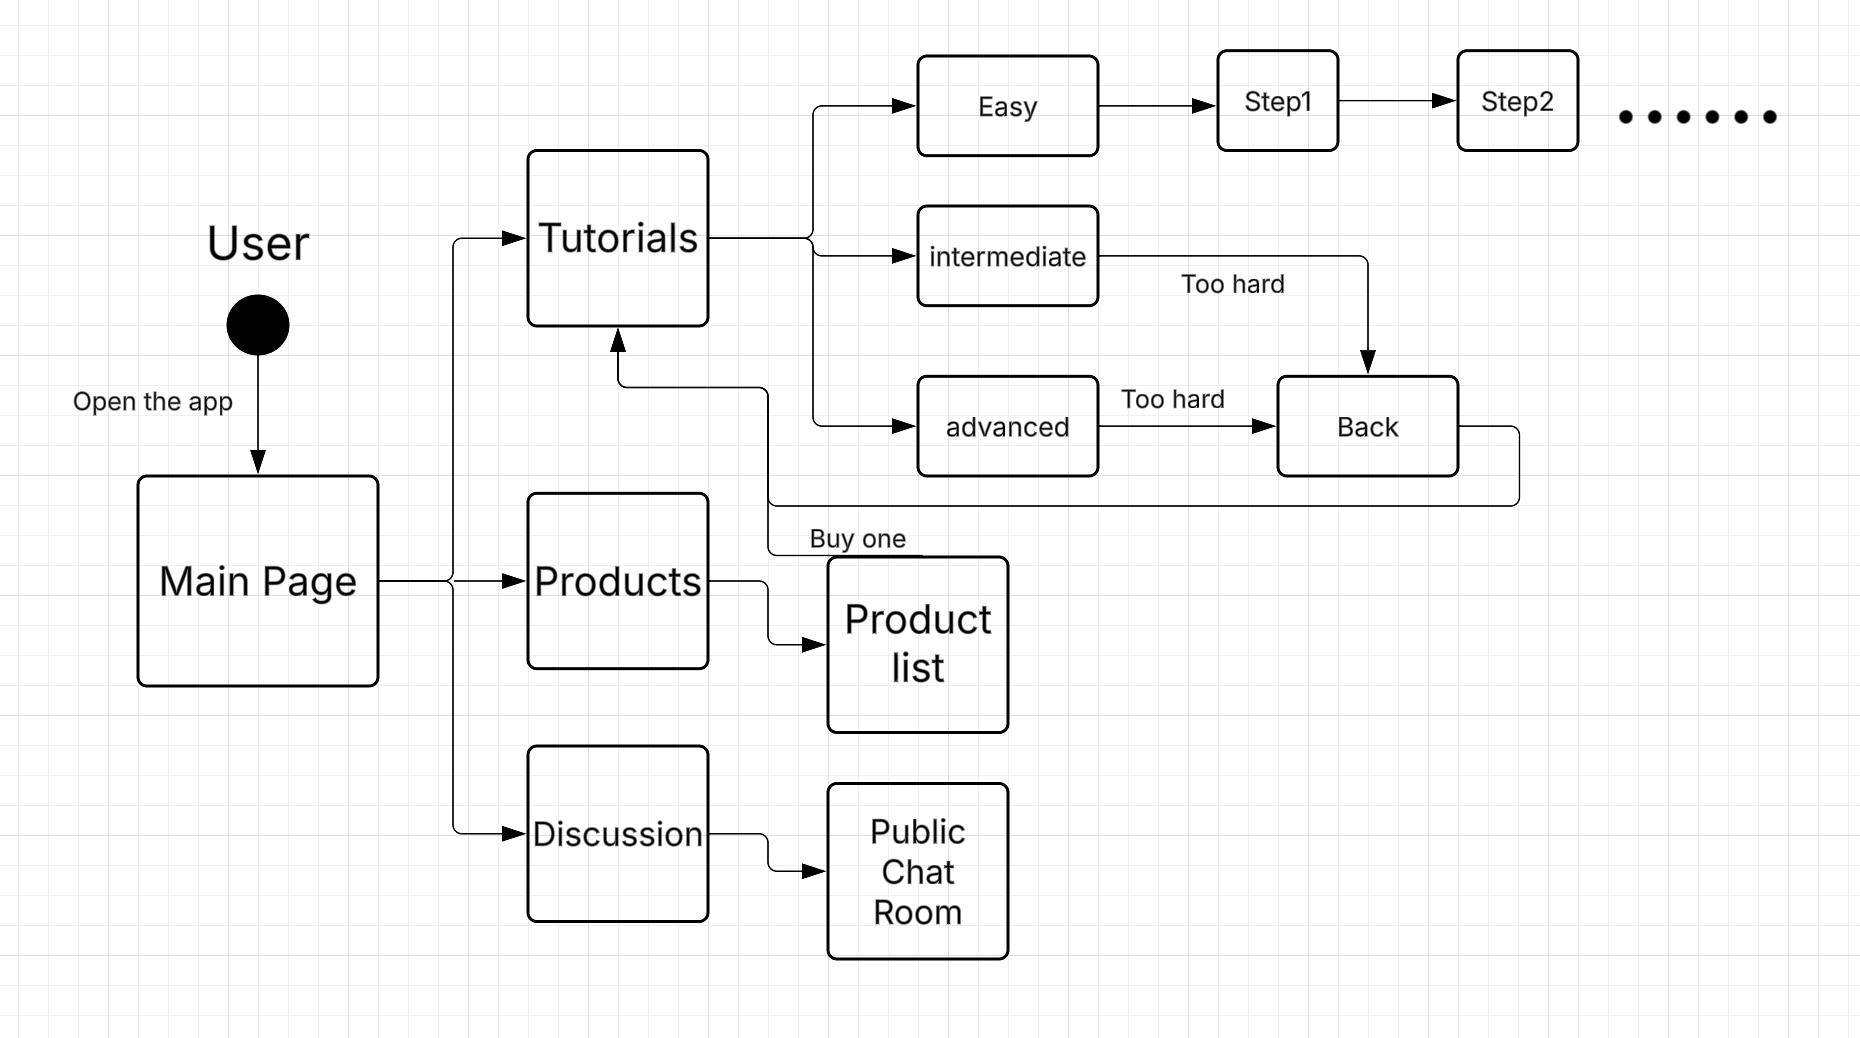 User
Open the app
Main Page
Tutorials
Easy
Step1
Step2
intermediate
Too hard
advanced
Too hard
Back
Products
Buy one
Product
list
Discussion
Public
Chat
Room